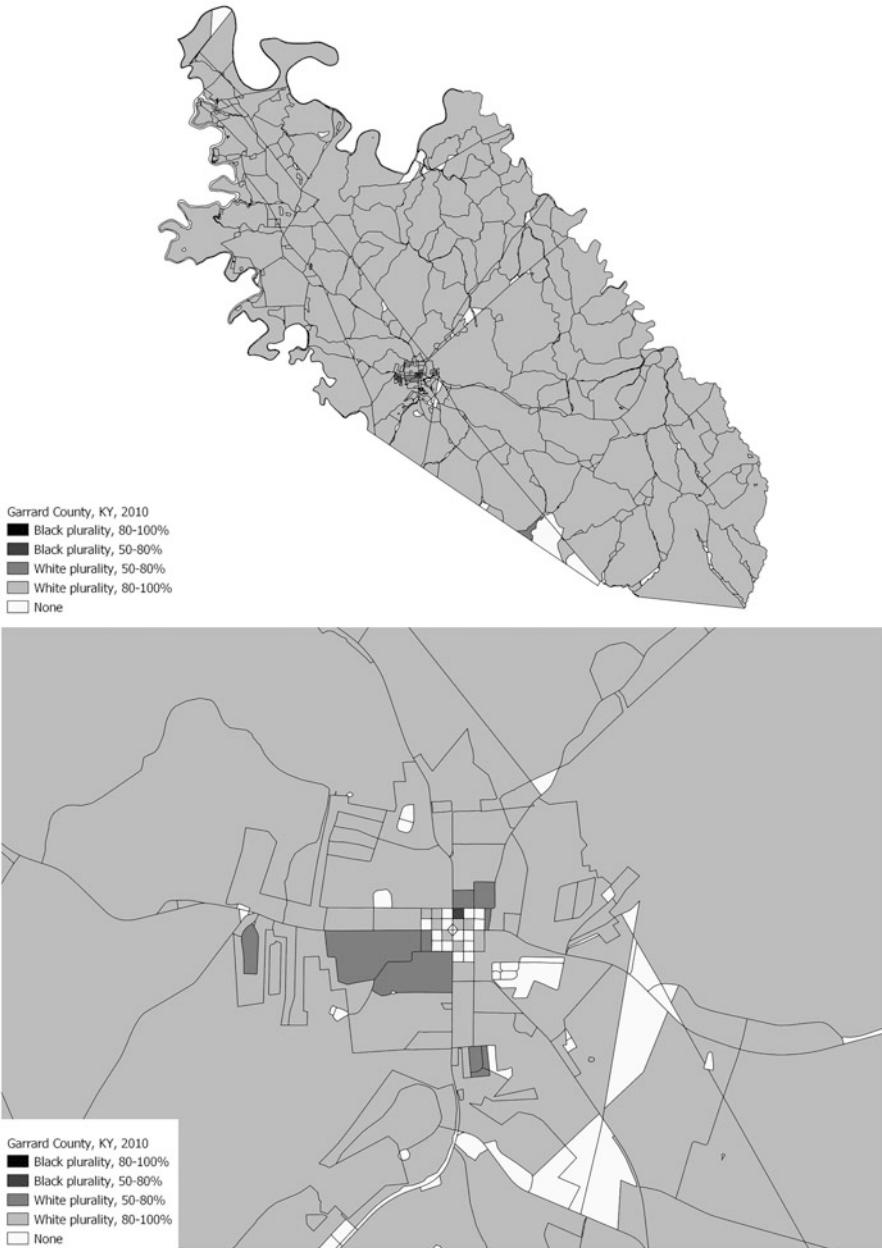 Garrard County, KY, 2010
Black plurality, 80-100%
Black plurality, 50-80%
White plurality, 50-80%
White plurality, 80-100%
None
Garrard County, KY, 2010
Black plurality, 80-100%
Black plurality, 50-80%
White plurality, 50-80%
White plurality, 80-100%
None